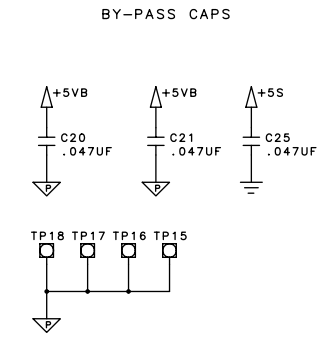 BY-PASS CAPS
+5VB +5VB +5S
C20 C21 C25
.047UF .047UF .047UF
P P
TP18 TP17 TP16 TP15
P